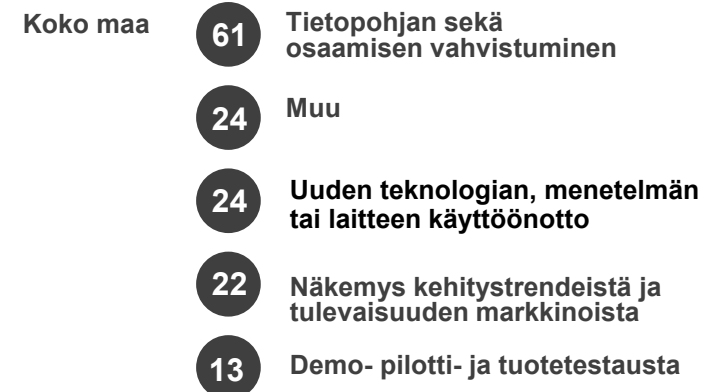 Koko maa
61
Tietopohjan sekä
osaamisen vahvistuminen
24
Muu
24
Uuden teknologian, menetelmän
tai laitteen käyttöönotto
22
Näkemys kehitystrendeistä ja
tulevaisuuden markkinoista
13
Demo- pilotti- ja tuotetestausta